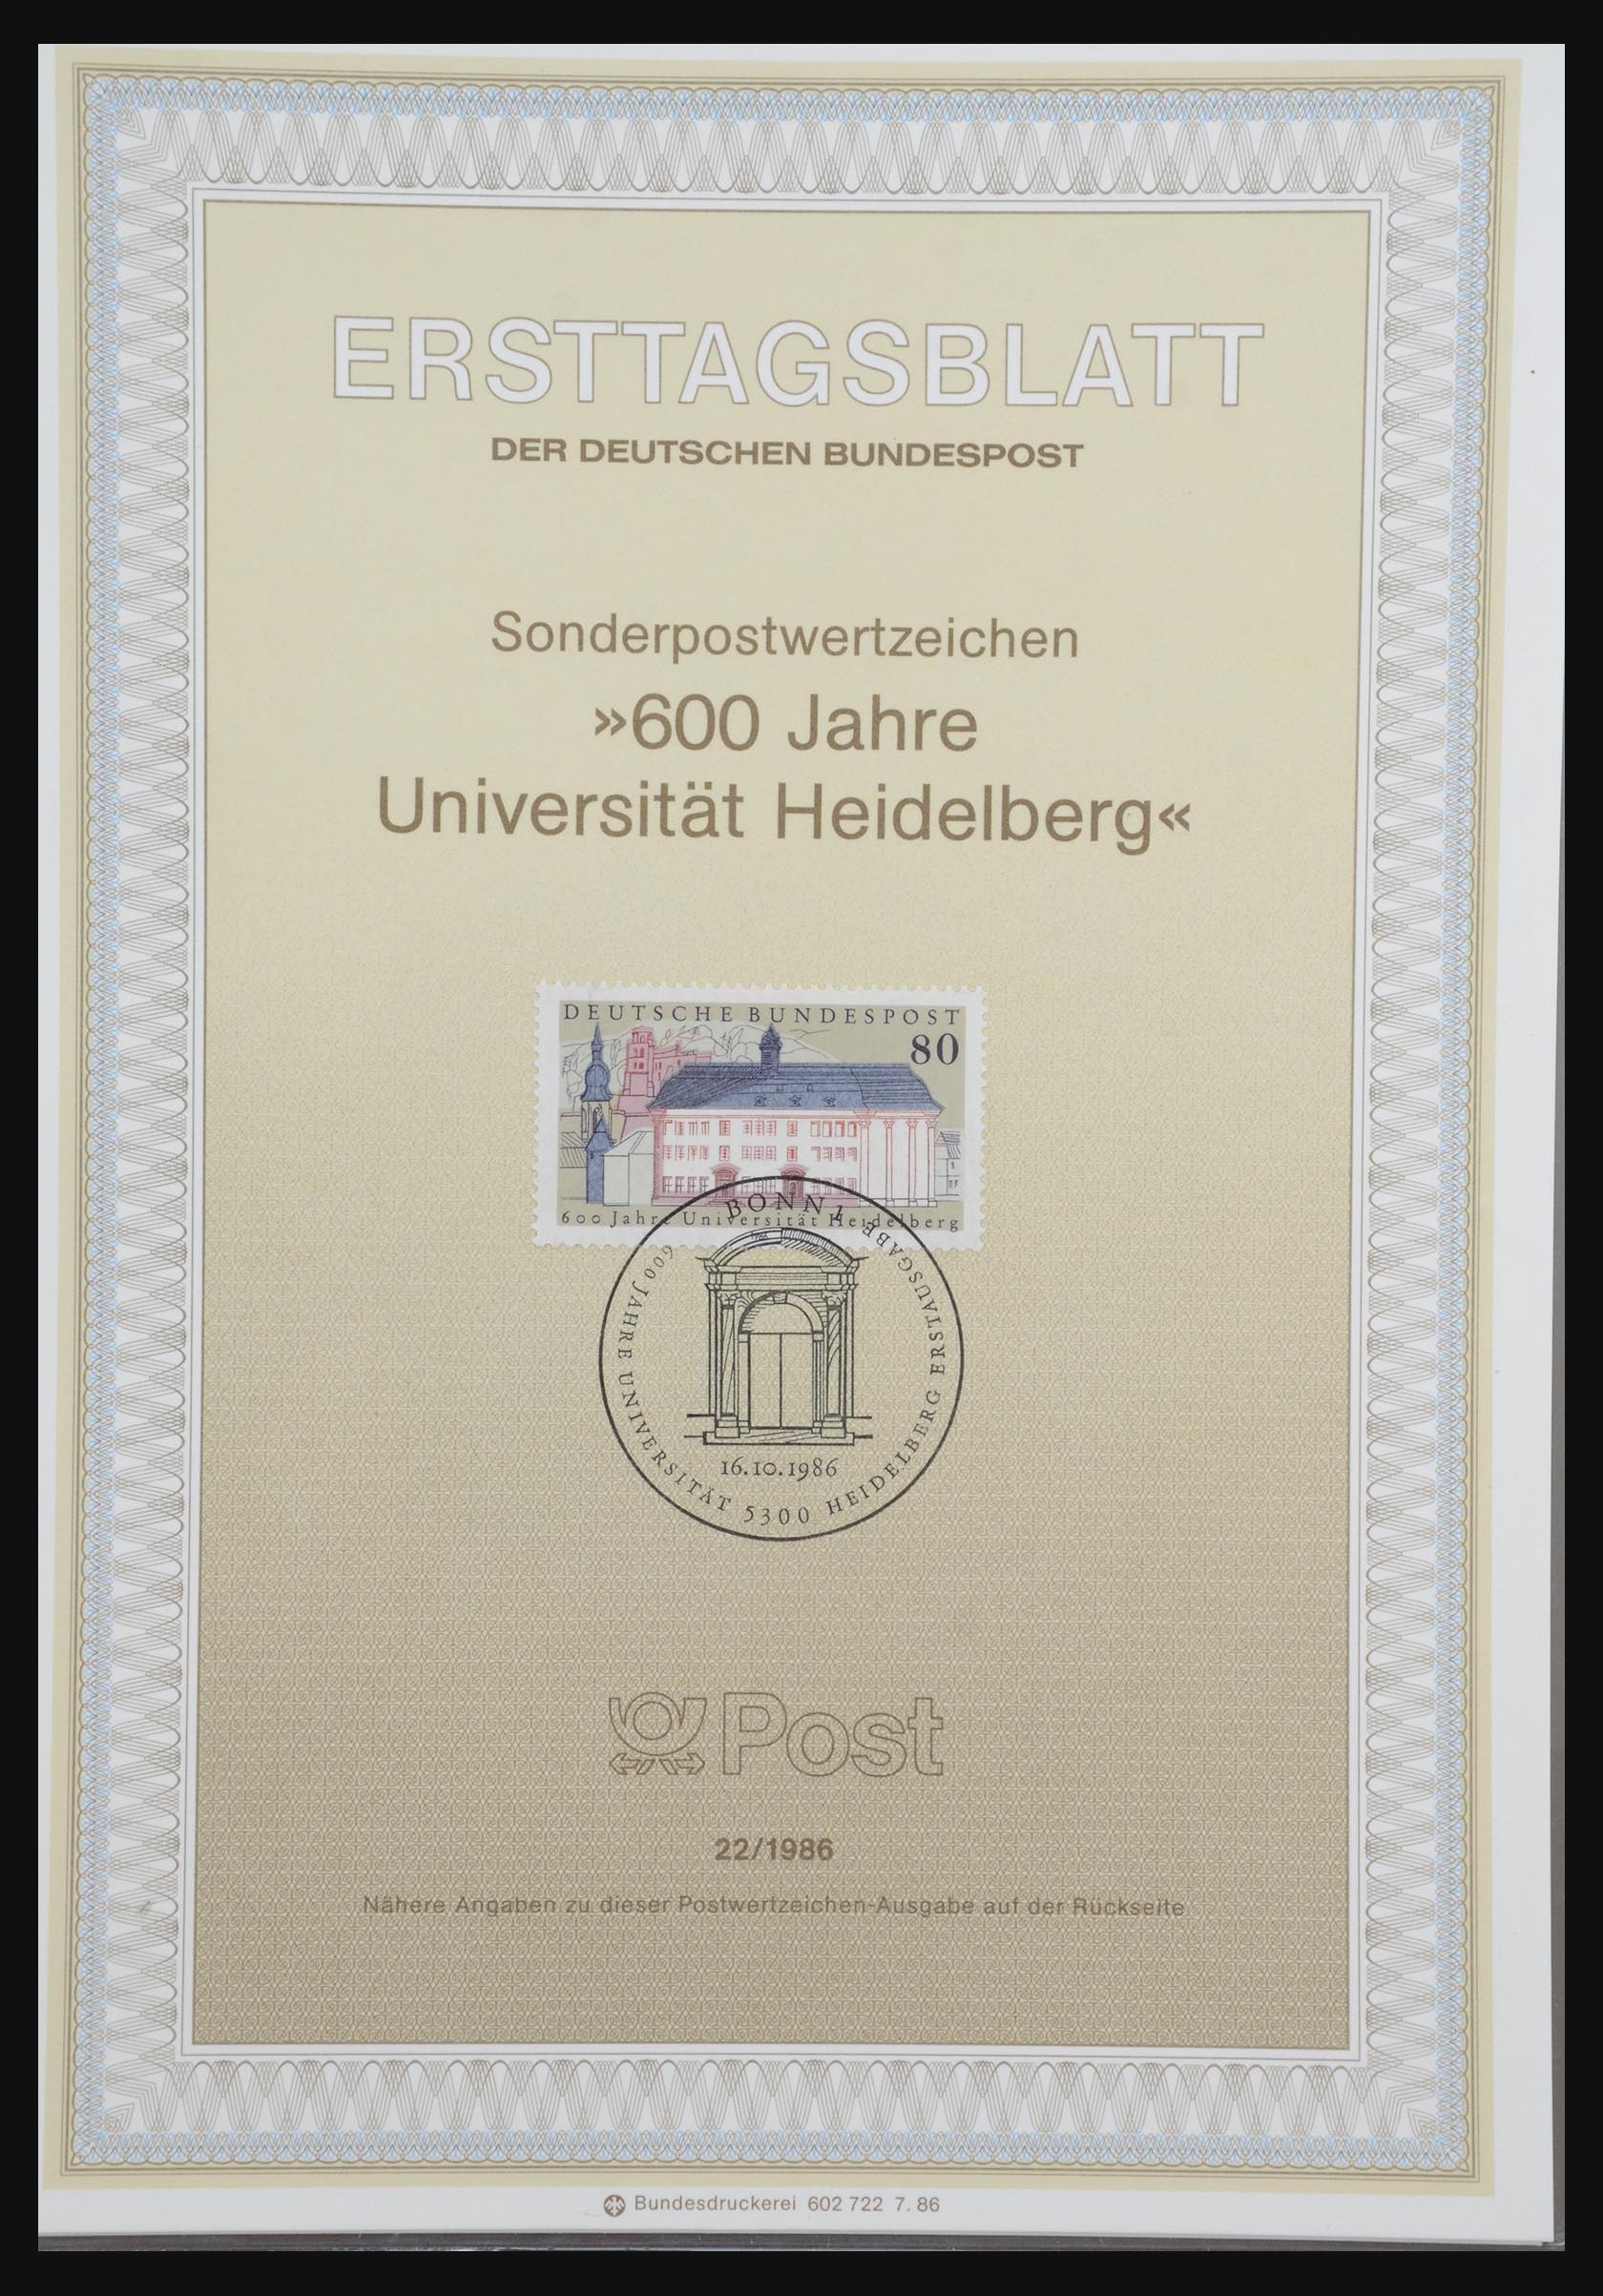 ERSTTAGSBLATT
DER DEUTSCHEN BUNDESPOST
Sonderpostwertzeichen
»600 Jahre
Universität Heidelberg«
DEUTSCHE BUNDESPOST
80
600 Jahre Universität Heidelberg
BONN 1
600 JAHRE UNIVERSITÄT HEIDELBERG ERSTAUSGABE
16.10.1986
5300
Post
22/1986
Nähere Angaben zu dieser Postwertzeichen-Ausgabe auf der Rückseite
Bundesdruckerei 602 722 7. 86